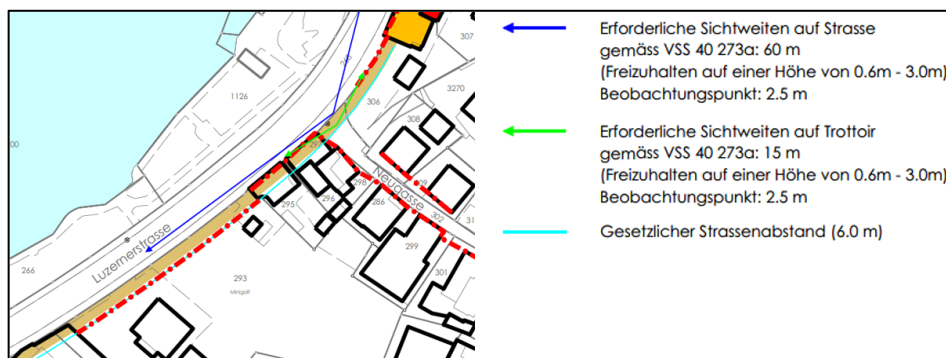 Erforderliche Sichtweiten auf Strasse
gemäss VSS 40 273a: 60 m
(Freizuhalten auf einer Höhe von 0.6m - 3.0m)
Beobachtungspunkt: 2.5 m
Erforderliche Sichtweiten auf Trottoir
gemäss VSS 40 273a: 15 m
(Freizuhalten auf einer Höhe von 0.6m - 3.0m)
Beobachtungspunkt: 2.5 m
Gesetzlicher Strassenabstand (6.0 m)
307
1126
306
3270
308
00
298
Neugasse
295
296
286
302
Luzernerstrasse
299
266
293
Minigolf
301